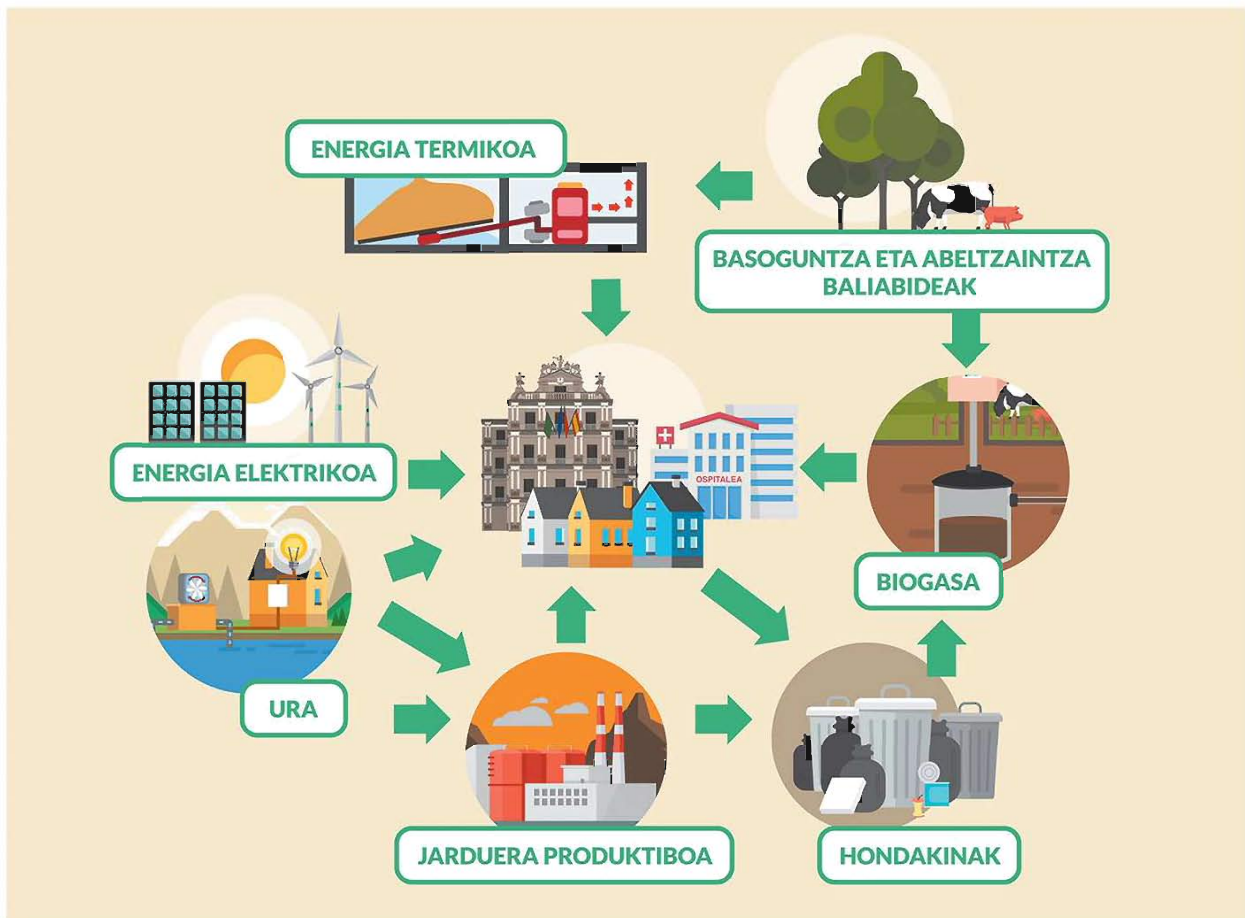 ENERGIA TERMIKOA
BASOGUNTZA ETA ABELTZAINTZA
BALIABIDEAK
ENERGIA ELEKTRIKOA
OSPITALEA
BIOGASA
URA
JARDUERA PRODUKTIBOA
HONDAKINAK